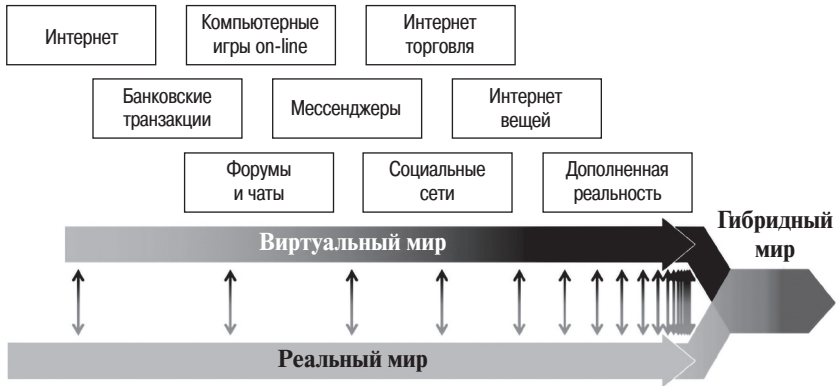 Интернет
Компьютерные
игры on-line
Интернет
торговля
Банковские
транзакции
Мессенджеры
Интернет
вещей
Форумы
и чаты
Социальные
сети
Дополненная
реальность
Гибридный
мир
Виртуальный мир
Реальный мир